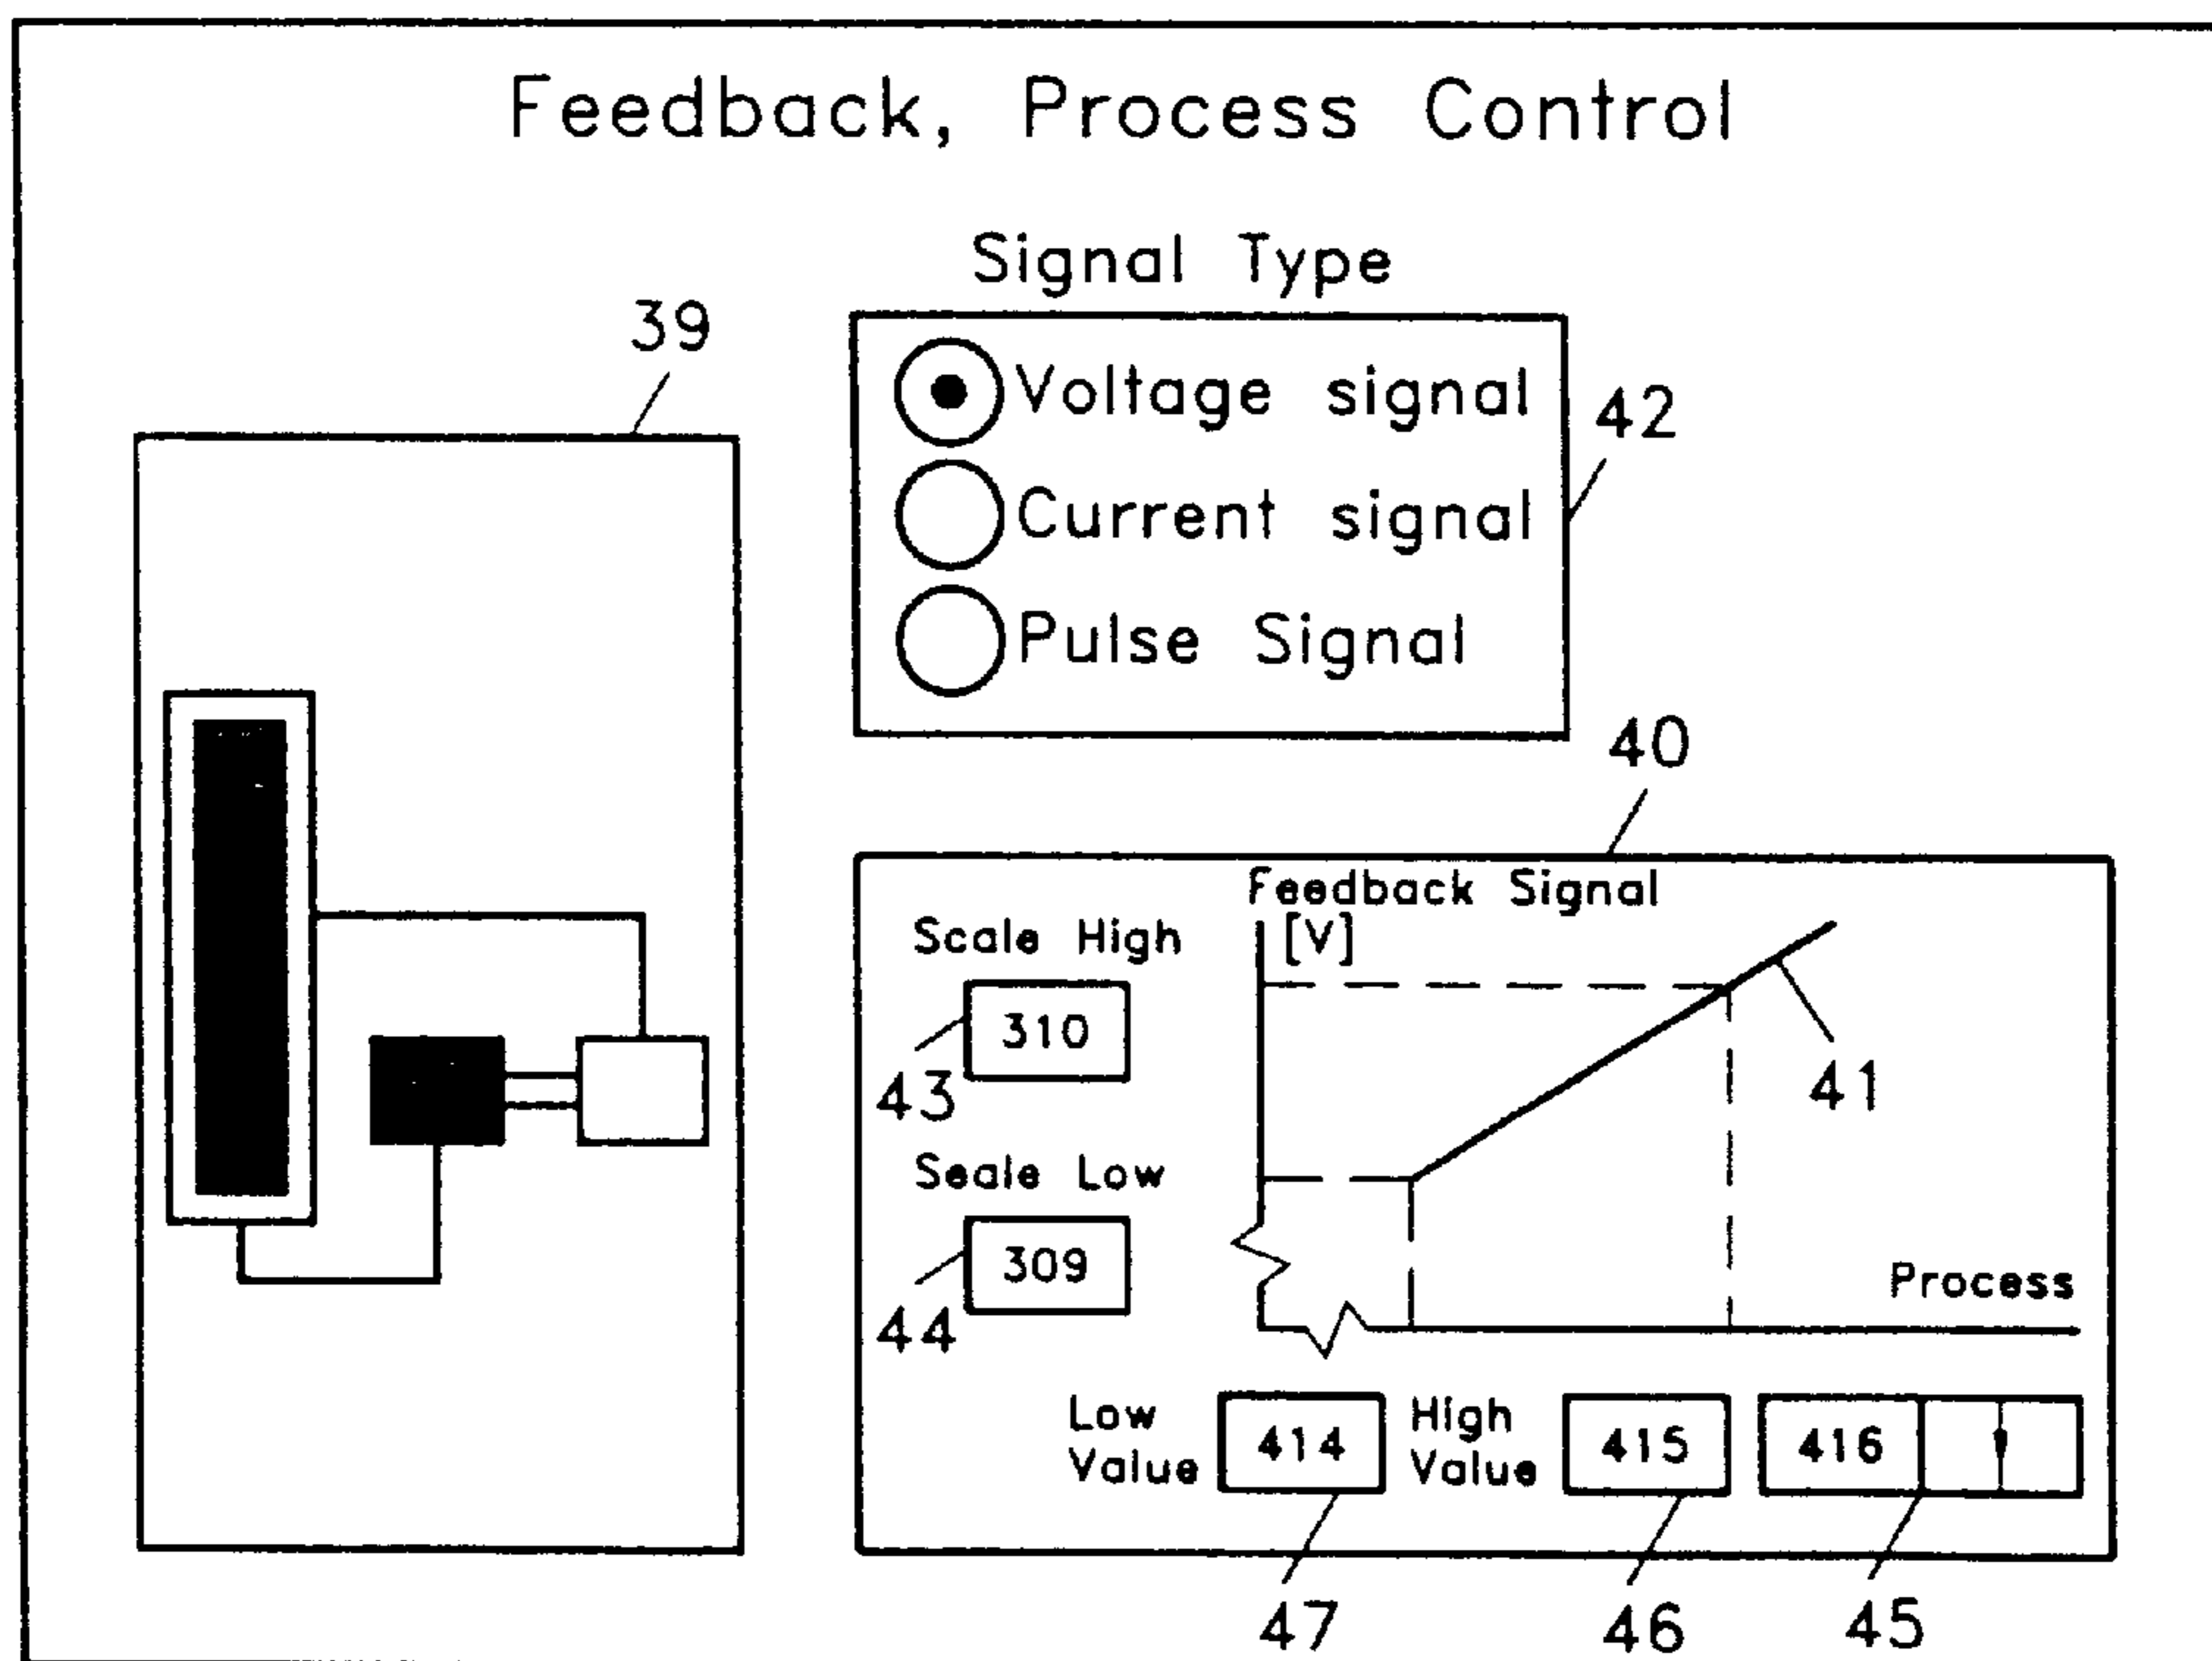 Feedback, Process Control
Signal Type
39
Voltage signal
42
Current signal
Pulse Signal
40
Feedback Signal
[V]
Scale High
310
43
41
Seale Low
309
44
Process
Low
Value
414
High
Value
415
416
47
46
45